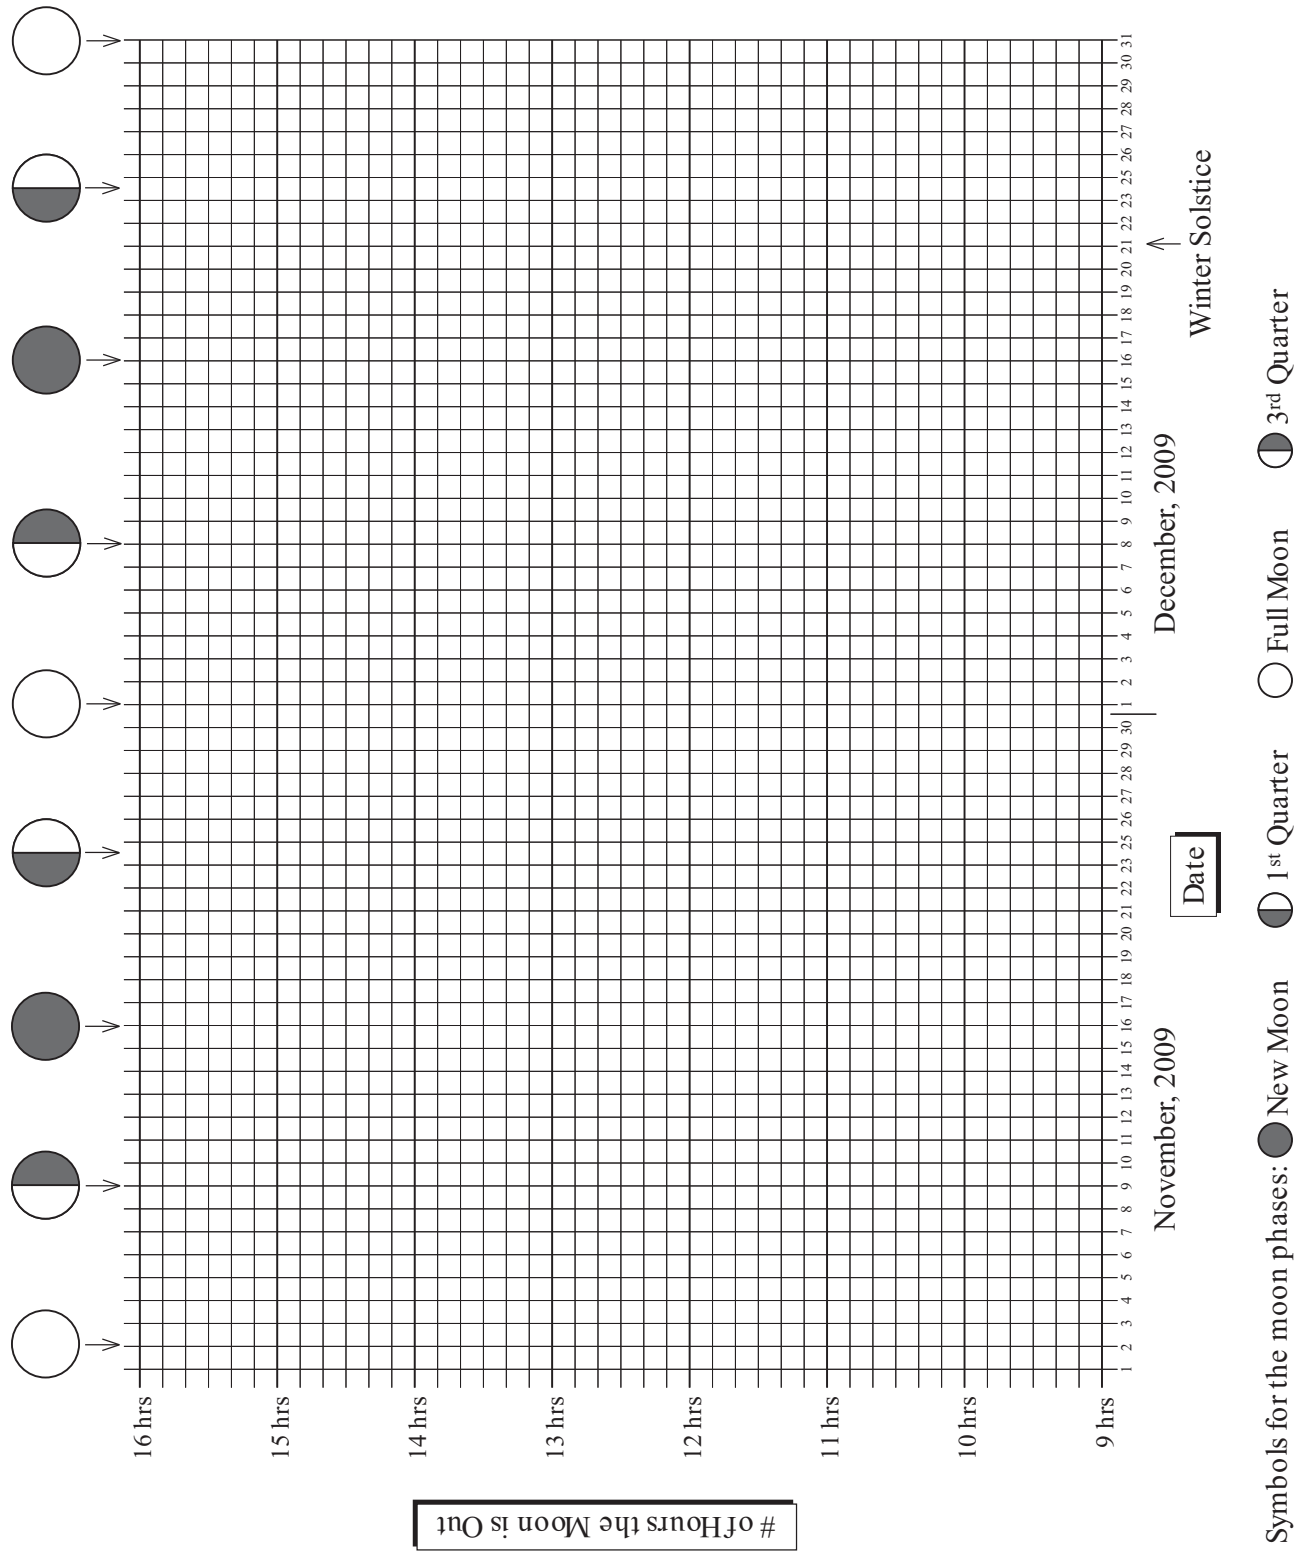 # of Hours the Moon is Out
16 hrs
15 hrs
14 hrs
13 hrs
12 hrs
11 hrs
10 hrs
9 hrs
1 2 3 4 5 6 7 8 9 10 11 12 13 14 15 16 17 18 19 20 21 22 23 25 26 27 28 29 30 1 2 3 4 5 6 7 8 9 10 11 12 13 14 15 16 17 18 19 20 21 22 23 25 26 27 28 29 30 31
November, 2009
December, 2009
Date
Winter Solstice
Symbols for the moon phases: New Moon 1st Quarter Full Moon 3rd Quarter